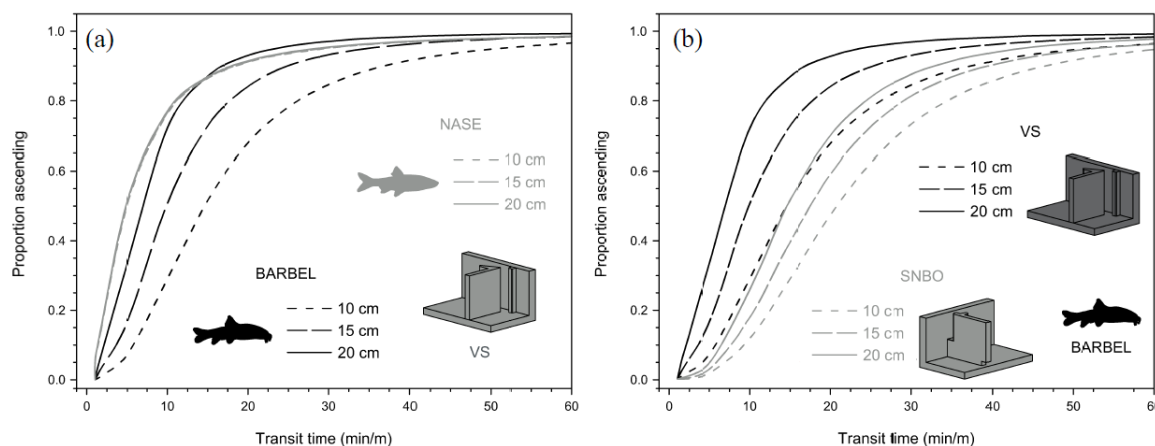 (a)
Proportion ascending
1.0
0.8
0.6
0.4
0.2
0.0
NASE
10 cm
15 cm
20 cm
BARBEL
10 cm
15 cm
20 cm
VS
0 10 20 30 40 50 60
Transit time (min/m)
(b)
Proportion ascending
1.0
0.8
0.6
0.4
0.2
0.0
VS
10 cm
15 cm
20 cm
SNBO
10 cm
15 cm
20 cm
BARBEL
0 10 20 30 40 50 60
Transit time (min/m)